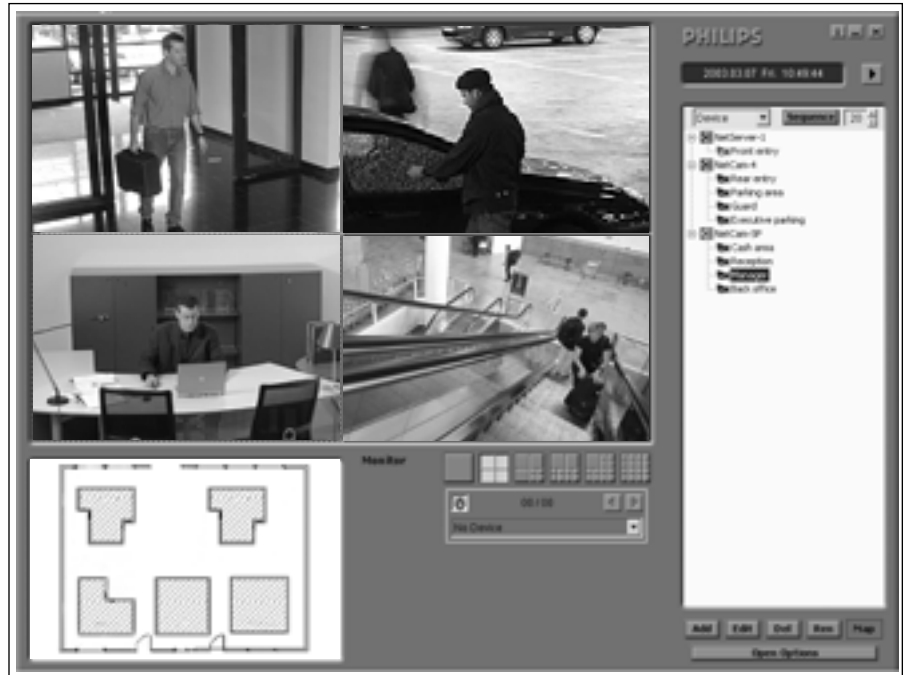 PHILIPS
2003.03.07 Fri. 10:49:44
Device Sequence 20
NetServer-1
Front entry
NetCam-4
Rear entry
Parking area
Guard
Executive parking
NetCam-SP
Cash area
Reception
Manager
Back office
Monitor
00/00
No Device
Add Edit Del Map
Open Options